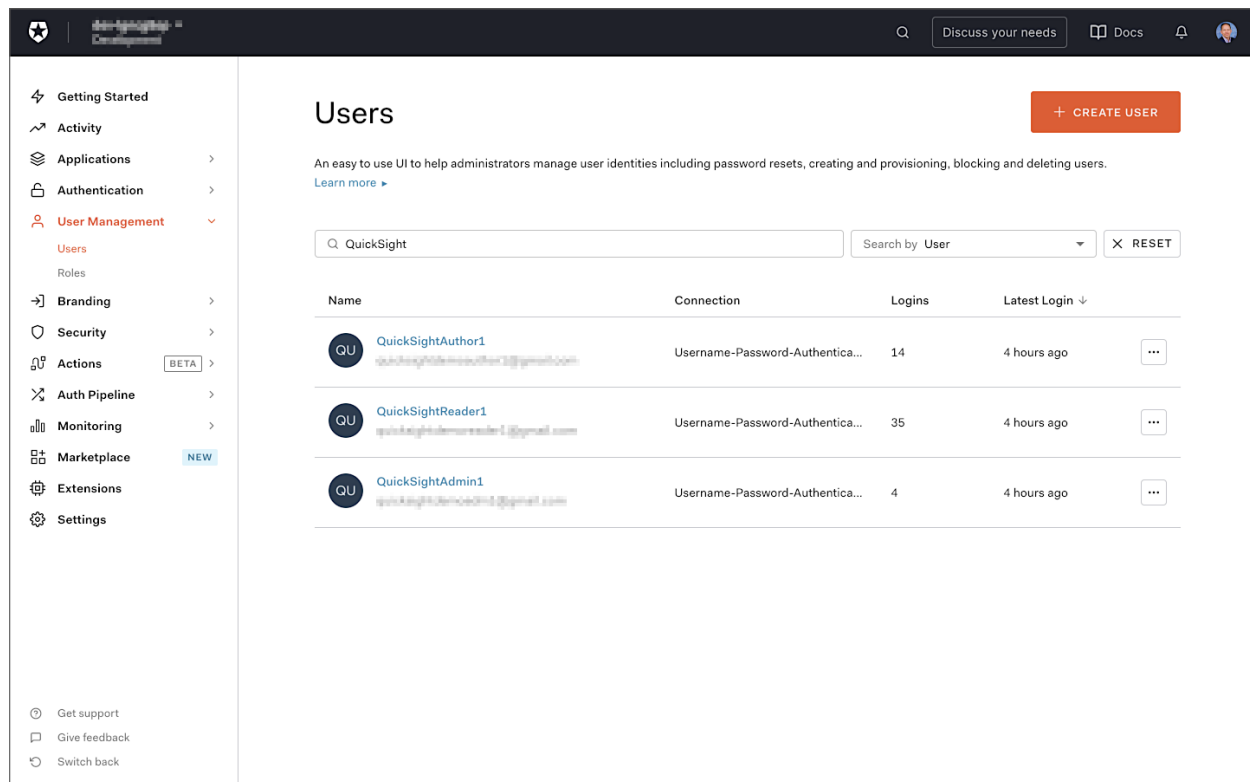 Discuss your needs
Docs
Getting Started
Activity
Applications
Authentication
User Management
Users
Roles
Branding
Security
Actions BETA
Auth Pipeline
Monitoring
Marketplace NEW
Extensions
Settings
Get support
Give feedback
Switch back
Users
+ CREATE USER
An easy to use UI to help administrators manage user identities including password resets, creating and provisioning, blocking and deleting users.
Learn more ▸
QuickSight
Search by User
RESET
Name Connection Logins Latest Login ↓
QU QuickSightAuthor1 Username-Password-Authentica... 14 4 hours ago ...
QU QuickSightReader1 Username-Password-Authentica... 35 4 hours ago ...
QU QuickSightAdmin1 Username-Password-Authentica... 4 4 hours ago ...